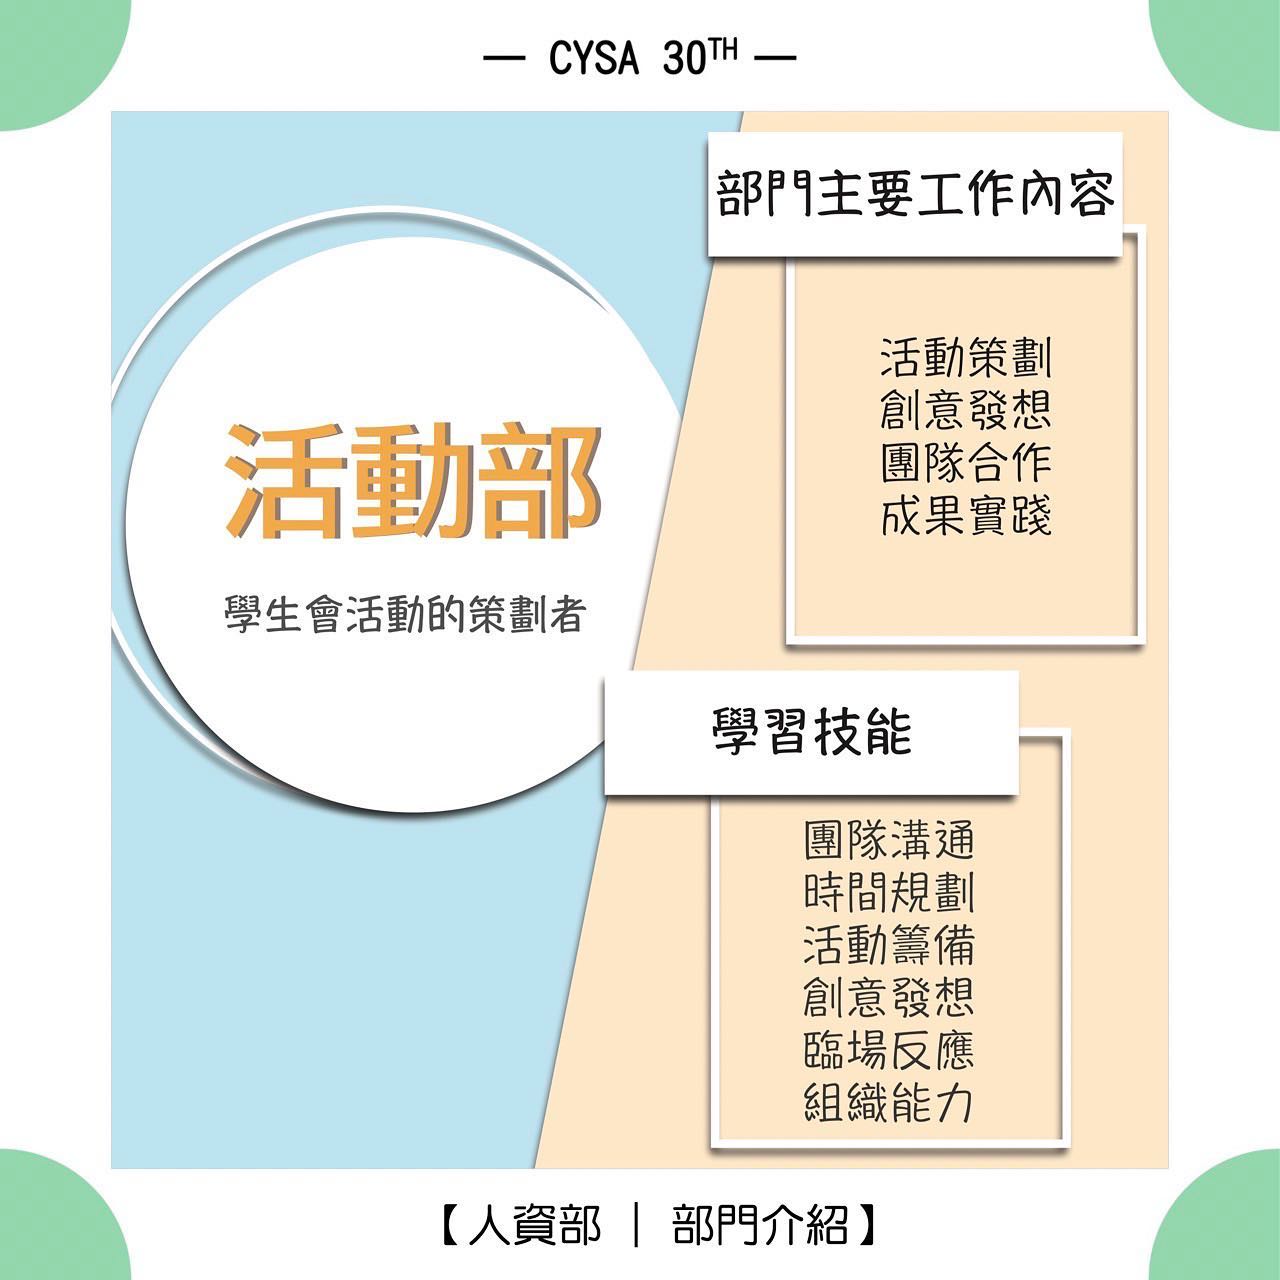 — CYSA 30TH —
部門主要工作內容
活動策劃
創意發想
團隊合作
成果實踐
活動部
學生會活動的策劃者
學習技能
團隊溝通
時間規劃
活動籌備
創意發想
臨場反應
組織能力
【人資部 | 部門介紹】